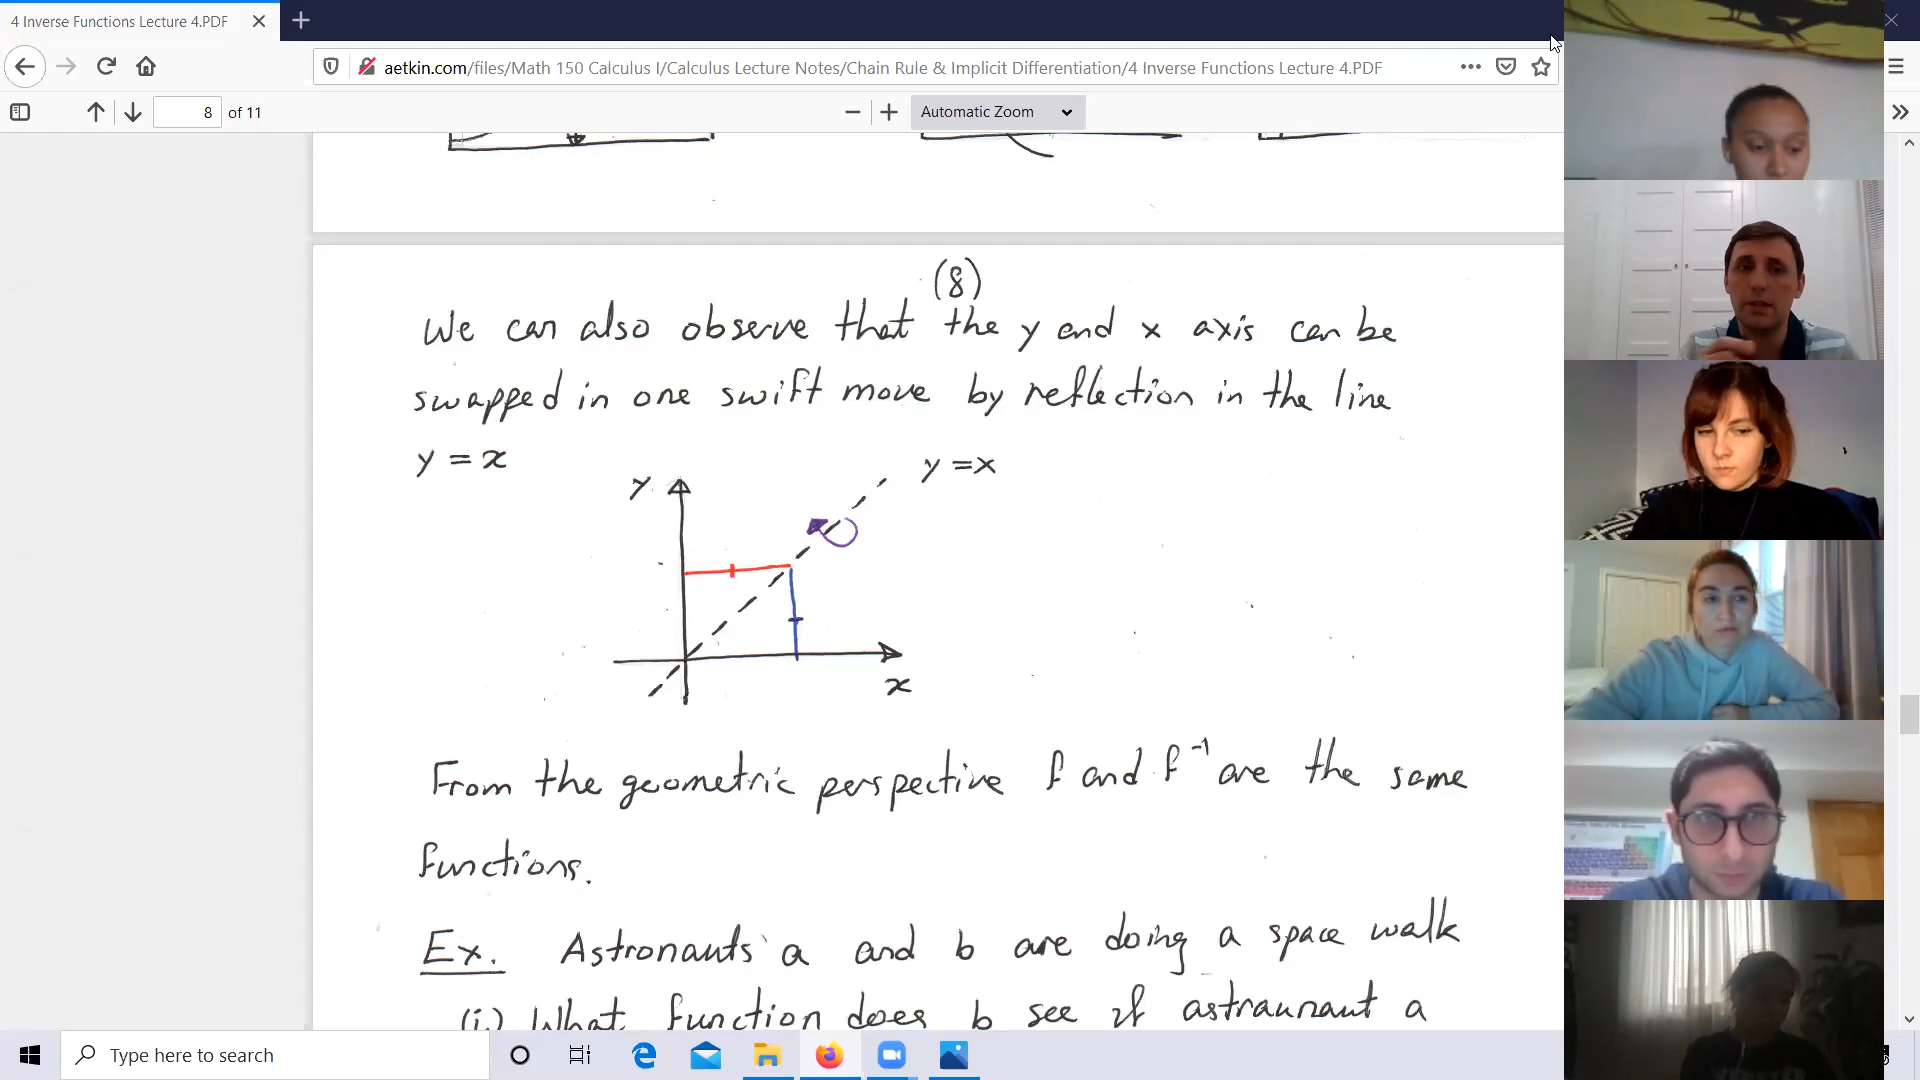 4 Inverse Functions Lecture 4.PDF
aetkin.com/files/Math 150 Calculus I/Calculus Lecture Notes/Chain Rule & Implicit Differentiation/4 Inverse Functions Lecture 4.PDF
8 of 11
Automatic Zoom
(8)
We can also observe that the y and x axis can be
swapped in one swift move by reflection in the line
y = x
y = x
y
x
From the geometric perspective f and f⁻¹ are the same
functions.
Ex. Astronauts a and b are doing a space walk
(i) What function does b see if astraunant a
Type here to search